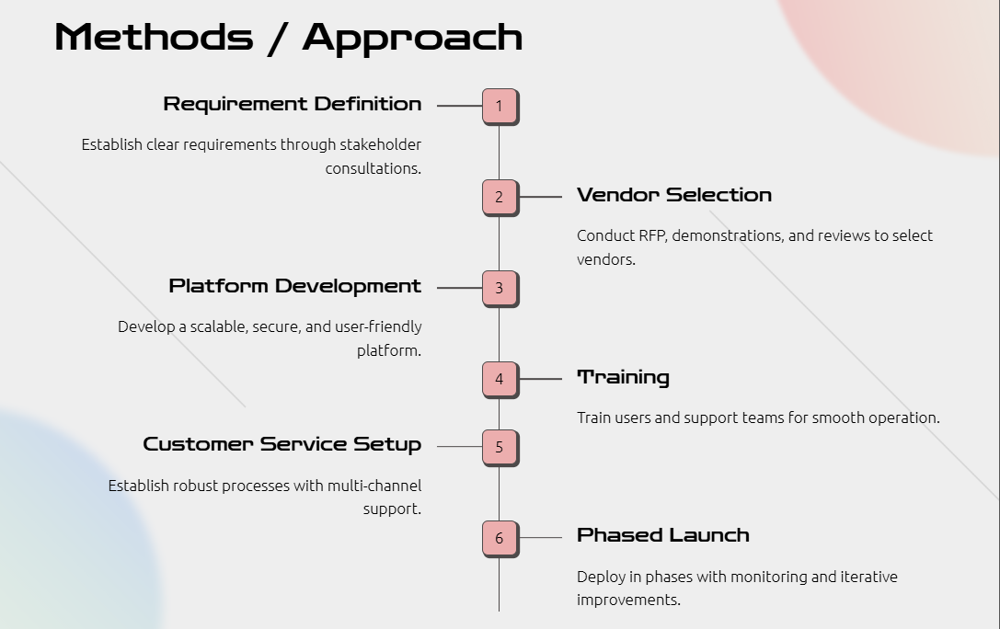 Methods / Approach
Requirement Definition
1
Establish clear requirements through stakeholder
consultations.
2
Vendor Selection
Conduct RFP, demonstrations, and reviews to select
vendors.
Platform Development
3
Develop a scalable, secure, and user-friendly
platform.
4
Training
Train users and support teams for smooth operation.
Customer Service Setup
5
Establish robust processes with multi-channel
support.
6
Phased Launch
Deploy in phases with monitoring and iterative
improvements.